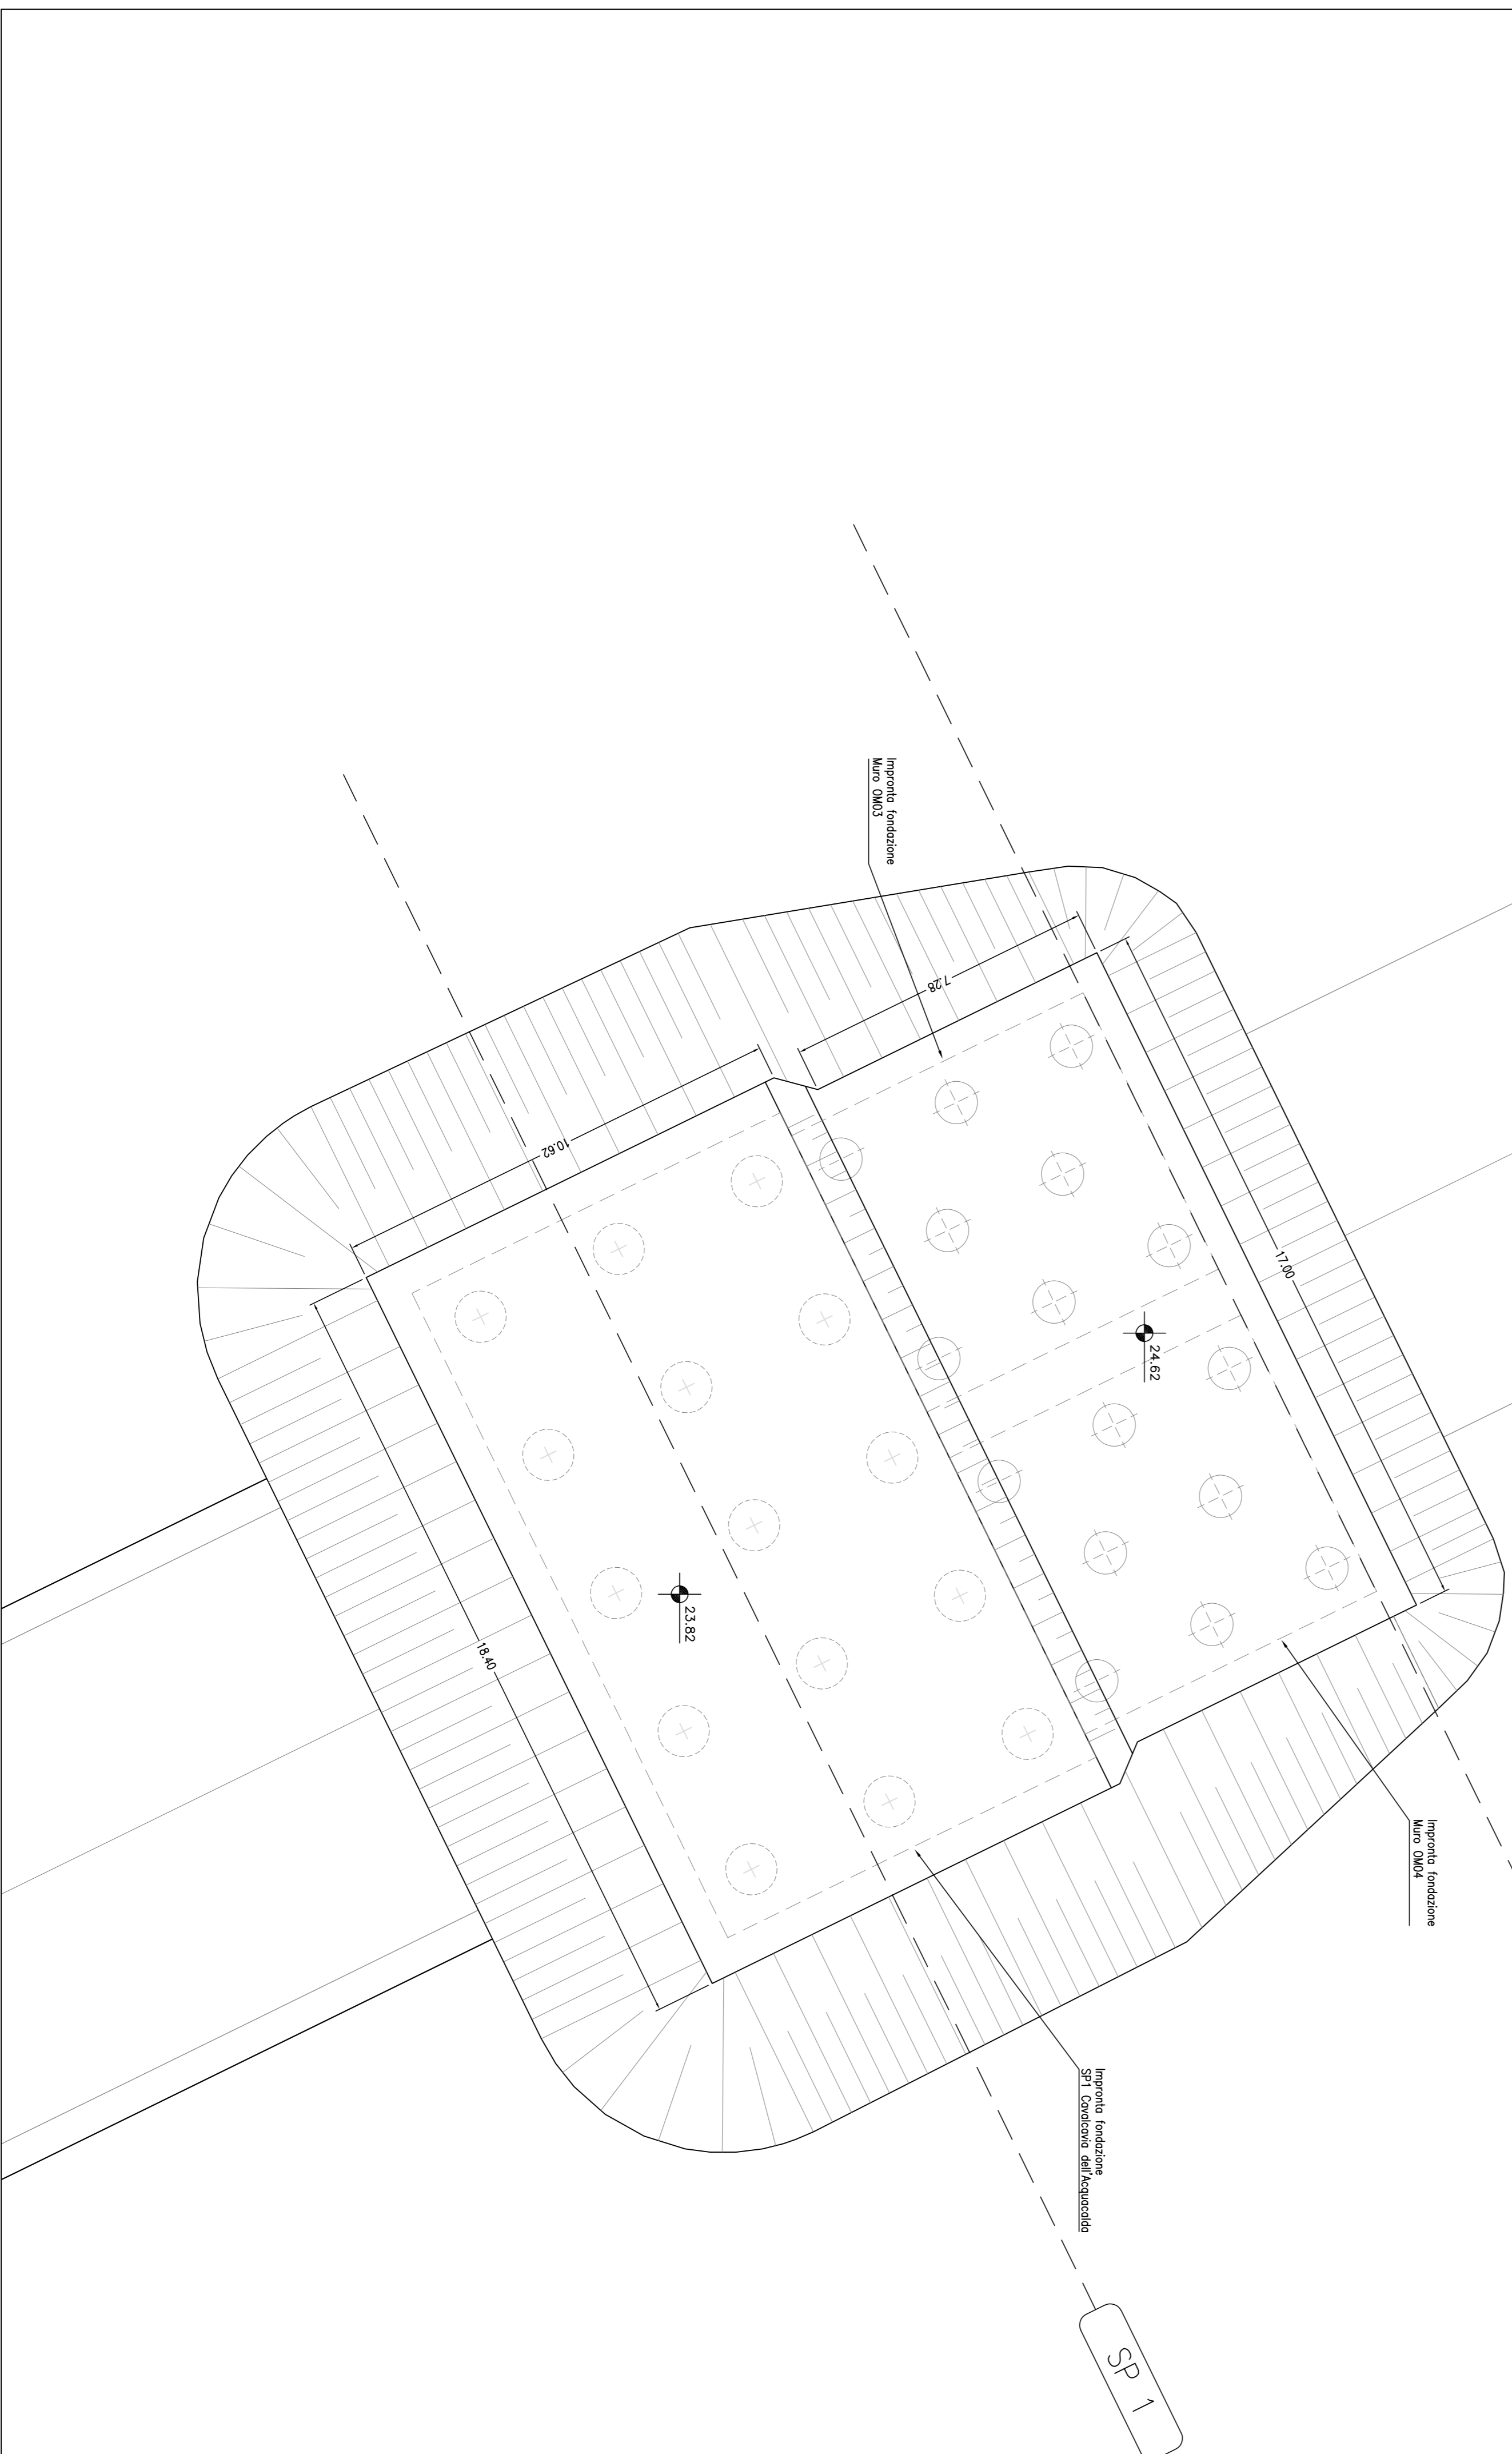 Impronta fondazione
Muro OM03
7.28
10.62
17.00
24.62
23.82
18.40
Impronta fondazione
Muro OM04
Impronta fondazione
SP1 Cavalcavia dell'Acquacalda
SP 1